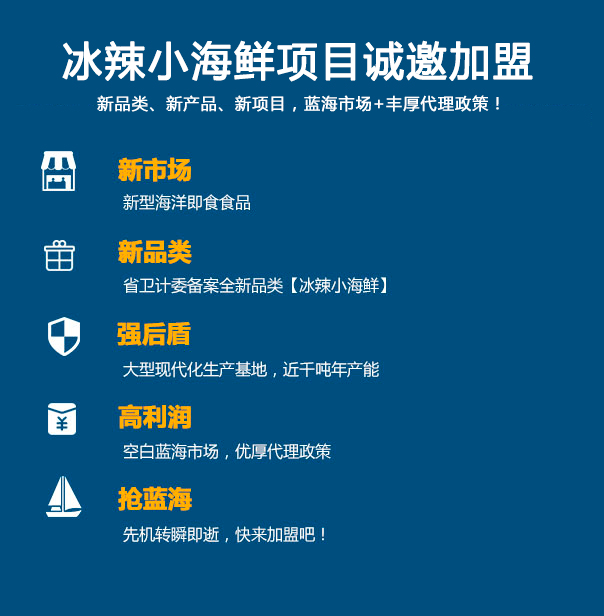 冰辣小海鲜项目诚邀加盟
新品类、新产品、新项目，蓝海市场+丰厚代理政策！
新市场
新型海洋即食食品
新品类
省卫计委备案全新品类【冰辣小海鲜】
强后盾
大型现代化生产基地，近千吨年产能
¥
高利润
空白蓝海市场，优厚代理政策
抢蓝海
先机转瞬即逝，快来加盟吧！